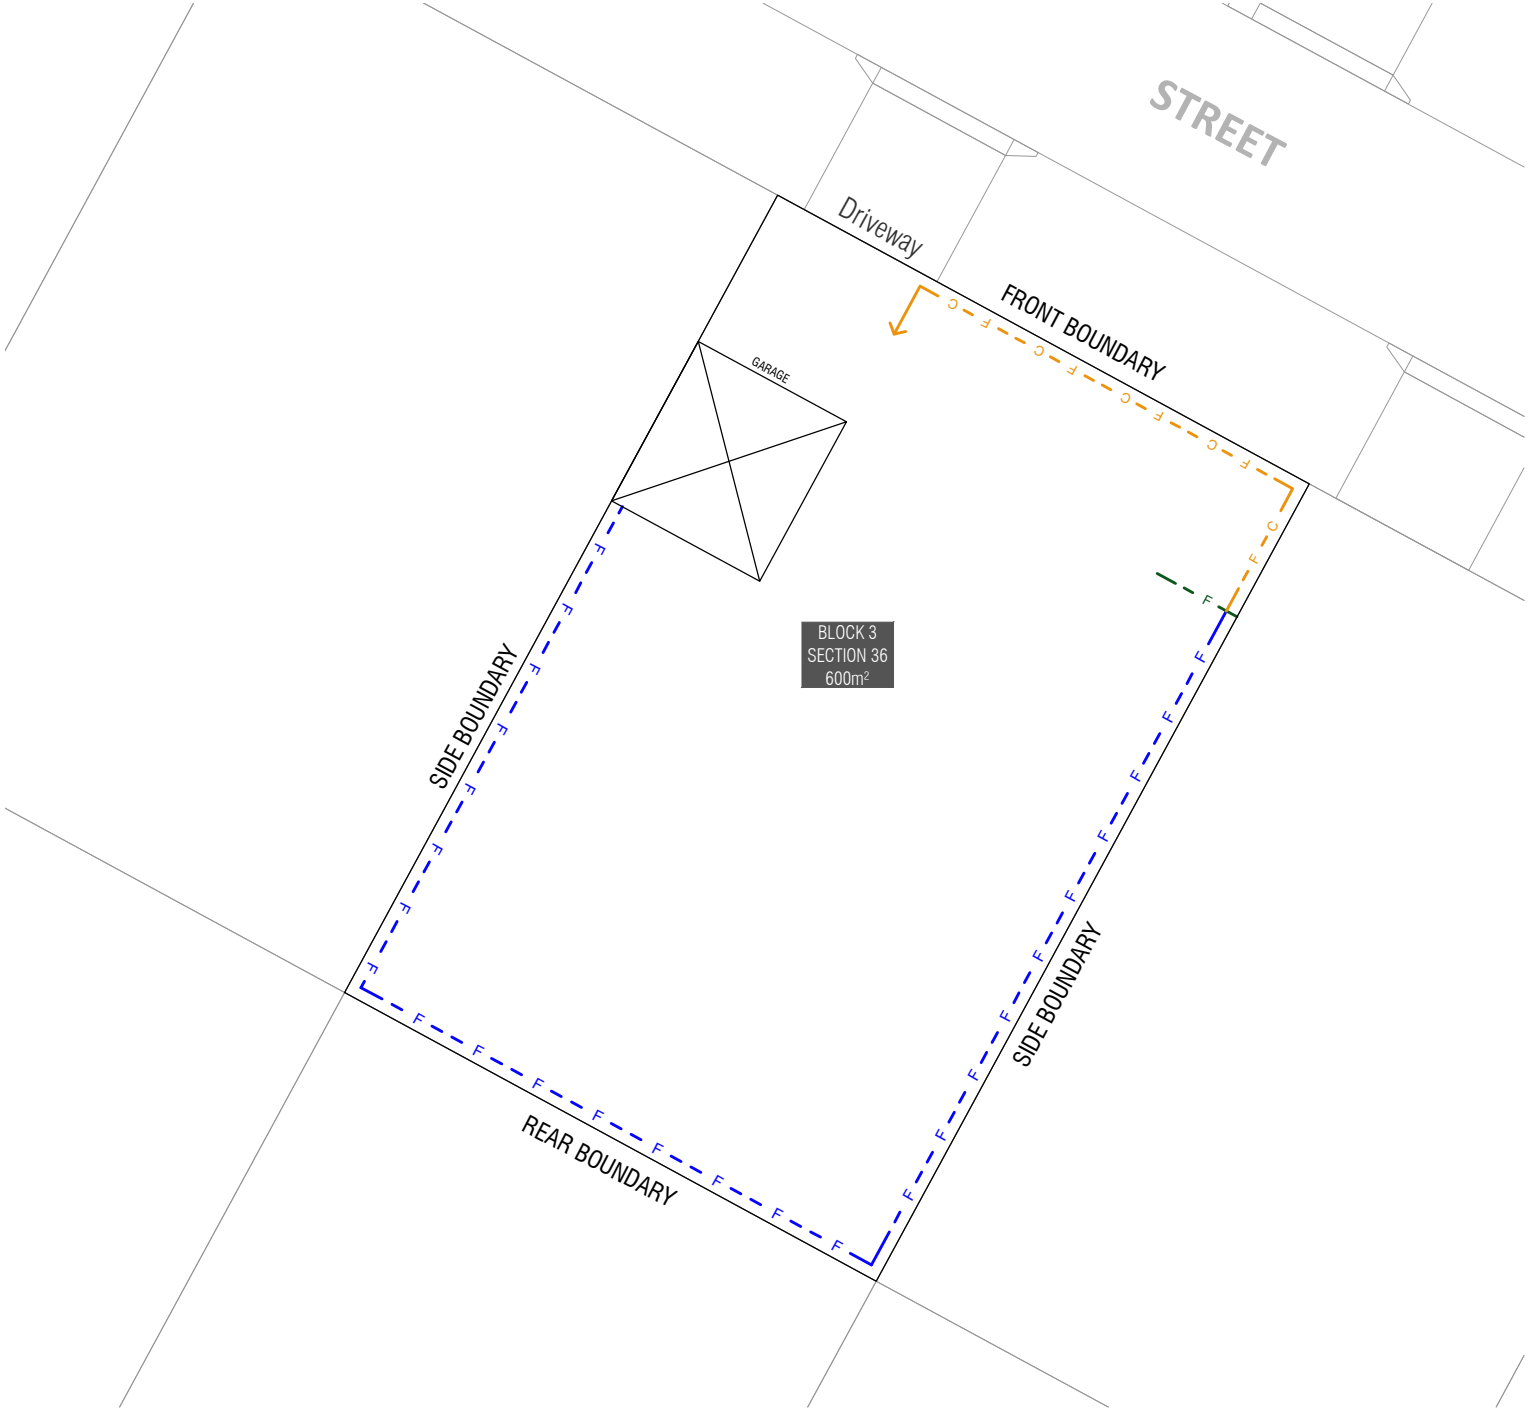 STREET
Driveway
FRONT BOUNDARY
C F C F C F C F
GARAGE
C
F
F
BLOCK 3
SECTION 36
600m²
SIDE BOUNDARY
F F F F F F F F
F F F F F F F F F F
SIDE BOUNDARY
F F F F F F F F
REAR BOUNDARY